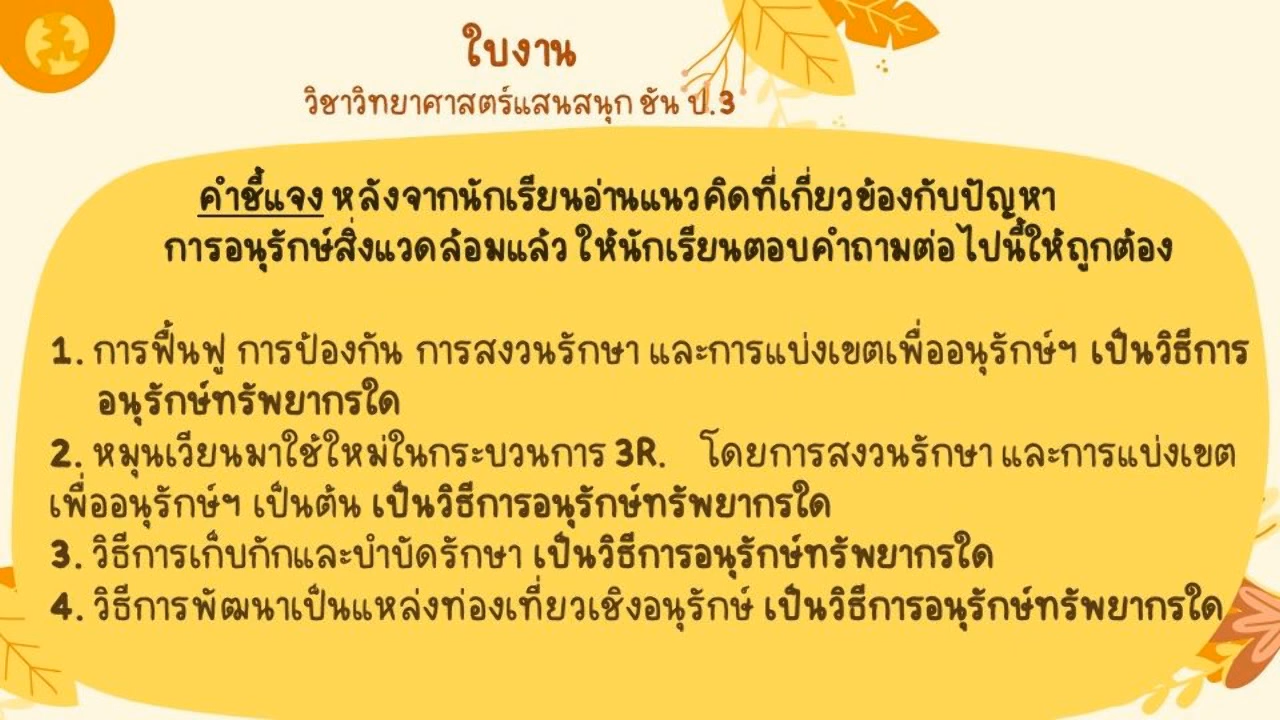 ใบงาน
วิชาวิทยาศาสตร์แสนสนุก ชั้น ป.3
คำชี้แจง หลังจากนักเรียนอ่านแนวคิดที่เกี่ยวข้องกับปัญหา
การอนุรักษ์สิ่งแวดล้อมแล้ว ให้นักเรียนตอบคำถามต่อไปนี้ให้ถูกต้อง
1. การฟื้นฟู การป้องกัน การสงวนรักษา และการแบ่งเขตเพื่ออนุรักษ์ฯ เป็นวิธีการ
อนุรักษ์ทรัพยากรใด
2. หมุนเวียนมาใช้ใหม่ในกระบวนการ 3R. โดยการสงวนรักษา และการแบ่งเขต
เพื่ออนุรักษ์ฯ เป็นต้น เป็นวิธีการอนุรักษ์ทรัพยากรใด
3. วิธีการเก็บกักและบำบัดรักษา เป็นวิธีการอนุรักษ์ทรัพยากรใด
4. วิธีการพัฒนาเป็นแหล่งท่องเที่ยวเชิงอนุรักษ์ เป็นวิธีการอนุรักษ์ทรัพยากรใด